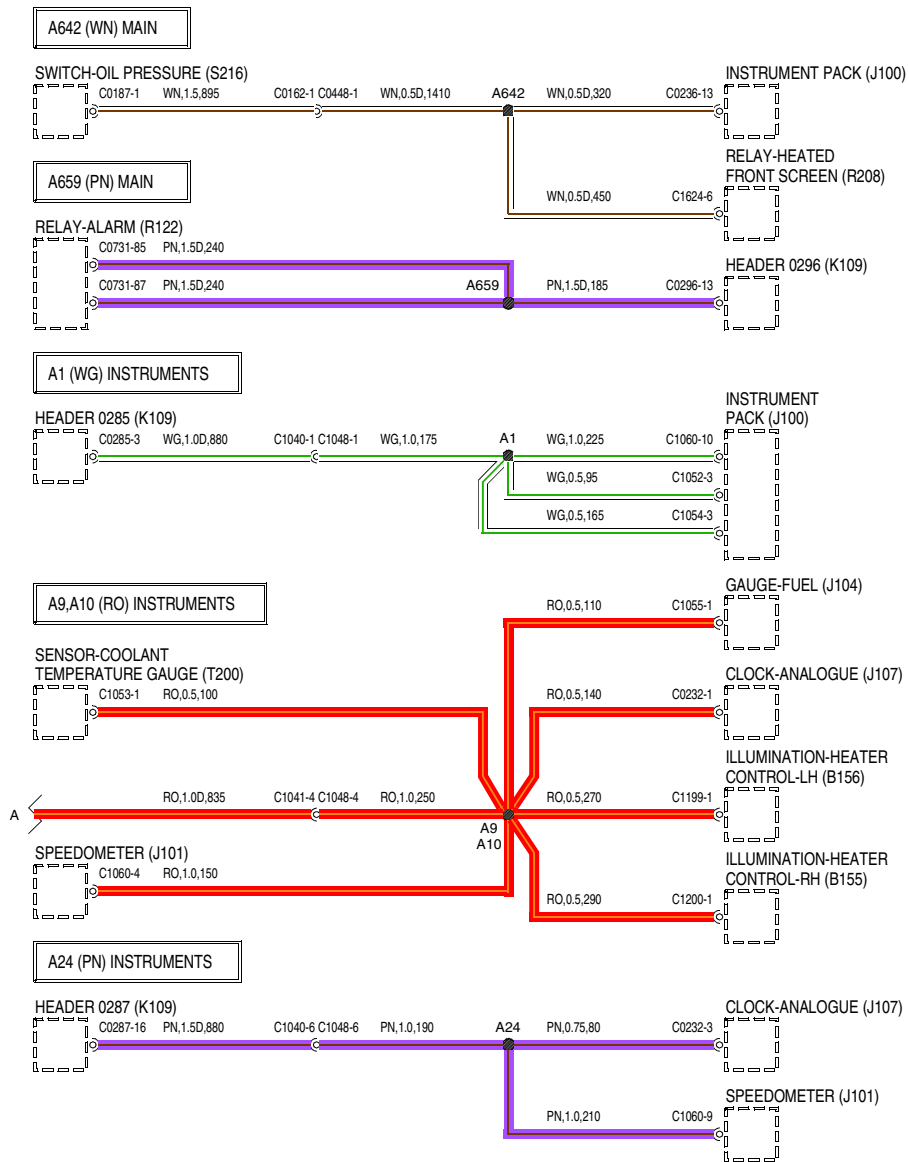 A642 (WN) MAIN
SWITCH-OIL PRESSURE (S216)
INSTRUMENT PACK (J100)
C0187-1 WN,1.5,895 C0162-1 C0448-1 WN,0.5D,1410 A642 WN,0.5D,320 C0236-13
RELAY-HEATED
FRONT SCREEN (R208)
A659 (PN) MAIN
WN,0.5D,450 C1624-6
RELAY-ALARM (R122)
C0731-85 PN,1.5D,240
HEADER 0296 (K109)
C0731-87 PN,1.5D,240 A659 PN,1.5D,185 C0296-13
A1 (WG) INSTRUMENTS
INSTRUMENT
PACK (J100)
HEADER 0285 (K109)
C0285-3 WG,1.0D,880 C1040-1 C1048-1 WG,1.0,175 A1 WG,1.0,225 C1060-10
WG,0.5,95 C1052-3
WG,0.5,165 C1054-3
GAUGE-FUEL (J104)
A9,A10 (RO) INSTRUMENTS
RO,0.5,110 C1055-1
SENSOR-COOLANT
TEMPERATURE GAUGE (T200)
CLOCK-ANALOGUE (J107)
C1053-1 RO,0.5,100 RO,0.5,140 C0232-1
ILLUMINATION-HEATER
CONTROL-LH (B156)
A RO,1.0D,835 C1041-4 C1048-4 RO,1.0,250 RO,0.5,270 C1199-1
A9
A10
SPEEDOMETER (J101)
ILLUMINATION-HEATER
CONTROL-RH (B155)
C1060-4 RO,1.0,150
RO,0.5,290 C1200-1
A24 (PN) INSTRUMENTS
HEADER 0287 (K109)
CLOCK-ANALOGUE (J107)
C0287-16 PN,1.5D,880 C1040-6 C1048-6 PN,1.0,190 A24 PN,0.75,80 C0232-3
SPEEDOMETER (J101)
PN,1.0,210 C1060-9